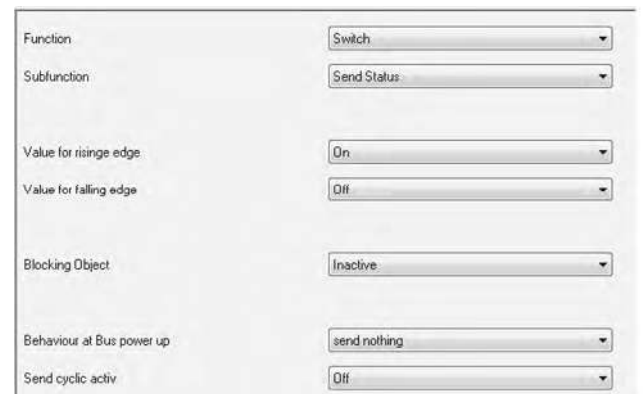 Function Switch
Subfunction Send Status
Value for risinge edge On
Value for falling edge Off
Blocking Object Inactive
Behaviour at Bus power up send nothing
Send cyclic activ Off